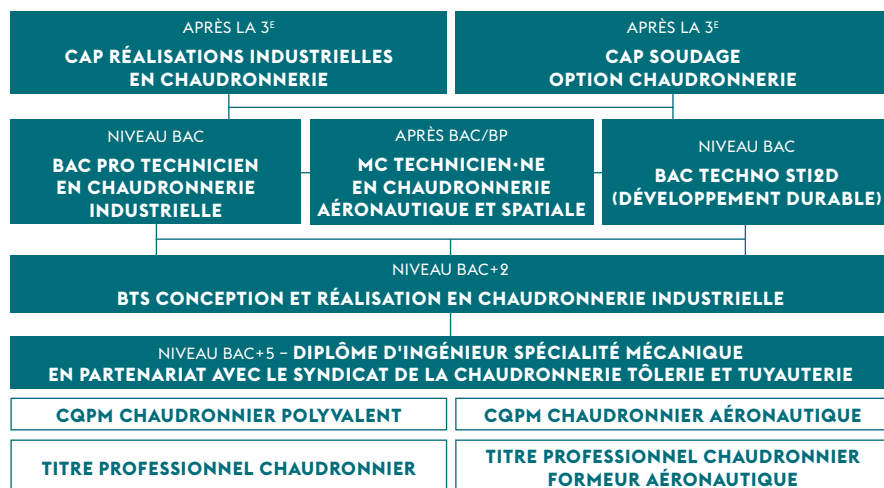 APRÈS LA 3ᴱ
CAP RÉALISATIONS INDUSTRIELLES
EN CHAUDRONNERIE
APRÈS LA 3ᴱ
CAP SOUDAGE
OPTION CHAUDRONNERIE
NIVEAU BAC
BAC PRO TECHNICIEN
EN CHAUDRONNERIE
INDUSTRIELLE
APRÈS BAC/BP
MC TECHNICIEN·NE
EN CHAUDRONNERIE
AÉRONAUTIQUE ET SPATIALE
NIVEAU BAC
BAC TECHNO STI2D
(DÉVELOPPEMENT DURABLE)
NIVEAU BAC+2
BTS CONCEPTION ET RÉALISATION EN CHAUDRONNERIE INDUSTRIELLE
NIVEAU BAC+5 – DIPLÔME D'INGÉNIEUR SPÉCIALITÉ MÉCANIQUE
EN PARTENARIAT AVEC LE SYNDICAT DE LA CHAUDRONNERIE TÔLERIE ET TUYAUTERIE
CQPM CHAUDRONNIER POLYVALENT
CQPM CHAUDRONNIER AÉRONAUTIQUE
TITRE PROFESSIONNEL CHAUDRONNIER
TITRE PROFESSIONNEL CHAUDRONNIER
FORMEUR AÉRONAUTIQUE